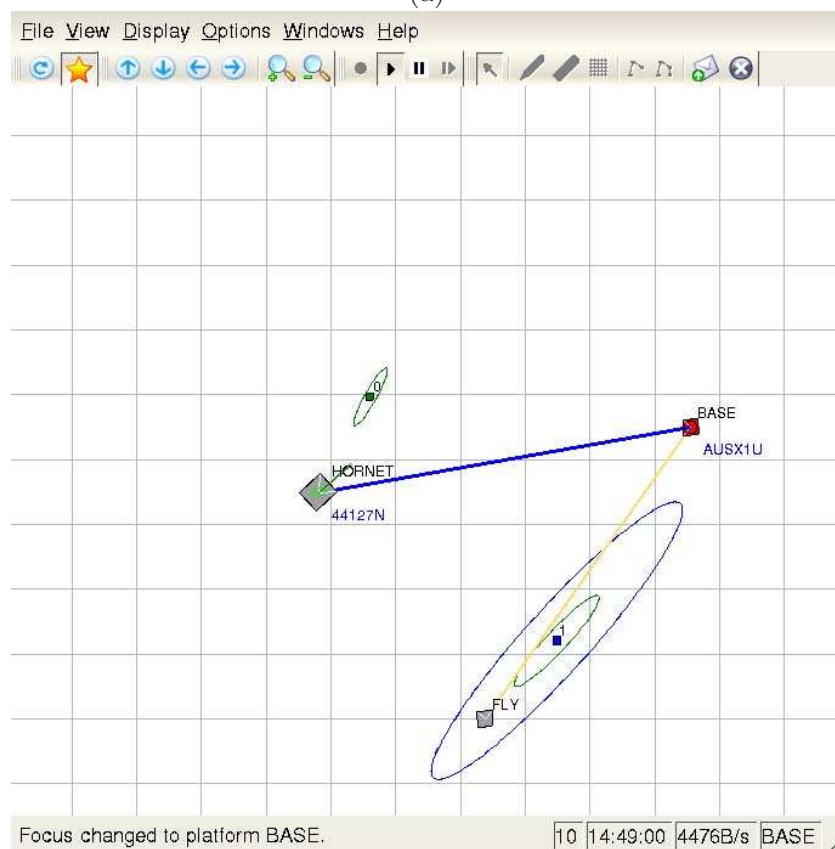 (a)
File View Display Options Windows Help
0
BASE
AUSX1U
HORNET
44127N
1
FLY
Focus changed to platform BASE. 10 14:49:00 4476B/s BASE